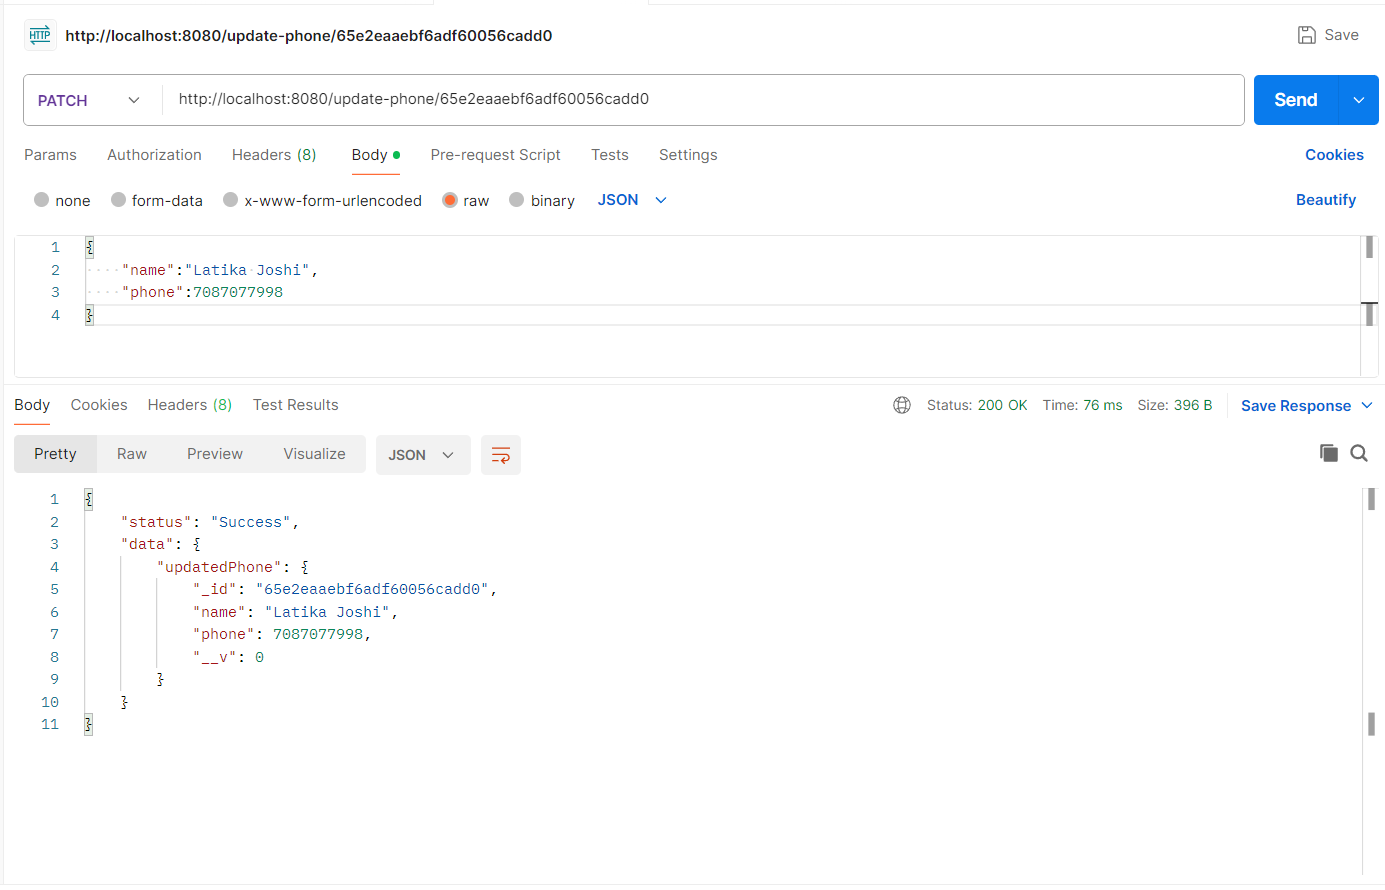 HTTP http://localhost:8080/update-phone/65e2eaaebf6adf60056cadd0 Save
PATCH http://localhost:8080/update-phone/65e2eaaebf6adf60056cadd0 Send
Params Authorization Headers (8) Body Pre-request Script Tests Settings Cookies
none form-data x-www-form-urlencoded raw binary JSON Beautify
1 {
2 "name":"Latika Joshi",
3 "phone":7087077998
4 }
Body Cookies Headers (8) Test Results Status: 200 OK Time: 76 ms Size: 396 B Save Response
Pretty Raw Preview Visualize JSON
1 {
2 "status": "Success",
3 "data": {
4 "updatedPhone": {
5 "_id": "65e2eaaebf6adf60056cadd0",
6 "name": "Latika Joshi",
7 "phone": 7087077998,
8 "__v": 0
9 }
10 }
11 }